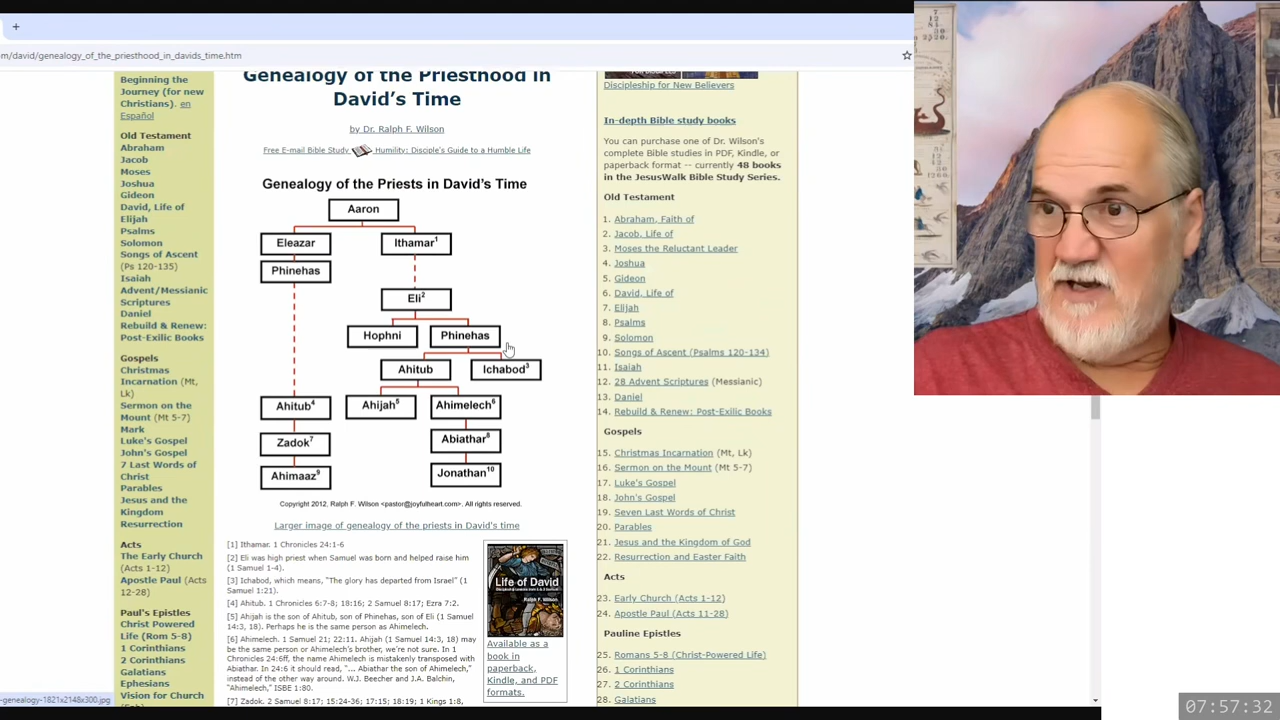 m/david/genealogy_of_the_priesthood_in_davids_time.htm
Beginning the
Journey (for new
Christians). en
Español
Old Testament
Abraham
Jacob
Moses
Joshua
Gideon
David, Life of
Elijah
Psalms
Solomon
Songs of Ascent
(Ps 120-135)
Isaiah
Advent/Messianic
Scriptures
Daniel
Rebuild & Renew:
Post-Exilic Books
Gospels
Christmas
Incarnation (Mt,
Lk)
Sermon on the
Mount (Mt 5-7)
Mark
Luke's Gospel
John's Gospel
7 Last Words of
Christ
Parables
Jesus and the
Kingdom
Resurrection
Acts
The Early Church
(Acts 1-12)
Apostle Paul (Acts
12-28)
Paul's Epistles
Christ Powered
Life (Rom 5-8)
1 Corinthians
2 Corinthians
Galatians
Ephesians
Vision for Church
-genealogy-1821x2148x300.jpg
Genealogy of the Priesthood in
David's Time
by Dr. Ralph F. Wilson
Free E-mail Bible Study Humility: Disciple's Guide to a Humble Life
Genealogy of the Priests in David's Time
Aaron
Eleazar Ithamar1
Phinehas
Eli2
Hophni Phinehas
Ahitub Ichabod3
Ahitub4 Ahijah5 Ahimelech6
Zadok7 Abiathar8
Ahimaaz9 Jonathan10
Copyright 2012, Ralph F. Wilson <pastor@joyfulheart.com>. All rights reserved.
Larger image of genealogy of the priests in David's time
[1] Ithamar. 1 Chronicles 24:1-6
[2] Eli was high priest when Samuel was born and helped raise him
(1 Samuel 1-4).
[3] Ichabod, which means, "The glory has departed from Israel" (1
Samuel 1:21).
[4] Ahitub. 1 Chronicles 6:7-8; 18:16; 2 Samuel 8:17; Ezra 7:2.
[5] Ahijah is the son of Ahitub, son of Phinehas, son of Eli (1 Samuel
14:3, 18). Perhaps he is the same person as Ahimelech.
[6] Ahimelech. 1 Samuel 21; 22:11. Ahijah (1 Samuel 14:3, 18) may
be the same person or Ahimelech's brother, we're not sure. In 1
Chronicles 24:6ff, the name Ahimelech is mistakenly transposed with
Abiathar. In 24:6 it should read, "... Abiathar the son of Ahimelech,"
instead of the other way around. W.J. Beecher and J.A. Balchin,
"Ahimelech," ISBE 1:80.
[7] Zadok. 2 Samuel 8:17; 15:24-36; 17:15; 18:19; 1 Kings 1:8,
Life of David
Ralph F. Wilson
Available as a
book in
paperback,
Kindle, and PDF
formats.
Discipleship for New Believers
In-depth Bible study books
You can purchase one of Dr. Wilson's
complete Bible studies in PDF, Kindle, or
paperback format -- currently 48 books
in the JesusWalk Bible Study Series.
Old Testament
1. Abraham, Faith of
2. Jacob, Life of
3. Moses the Reluctant Leader
4. Joshua
5. Gideon
6. David, Life of
7. Elijah
8. Psalms
9. Solomon
10. Songs of Ascent (Psalms 120-134)
11. Isaiah
12. 28 Advent Scriptures (Messianic)
13. Daniel
14. Rebuild & Renew: Post-Exilic Books
Gospels
15. Christmas Incarnation (Mt, Lk)
16. Sermon on the Mount (Mt 5-7)
17. Luke's Gospel
18. John's Gospel
19. Seven Last Words of Christ
20. Parables
21. Jesus and the Kingdom of God
22. Resurrection and Easter Faith
Acts
23. Early Church (Acts 1-12)
24. Apostle Paul (Acts 11-28)
Pauline Epistles
25. Romans 5-8 (Christ-Powered Life)
26. 1 Corinthians
27. 2 Corinthians
28. Galatians
07:57:32